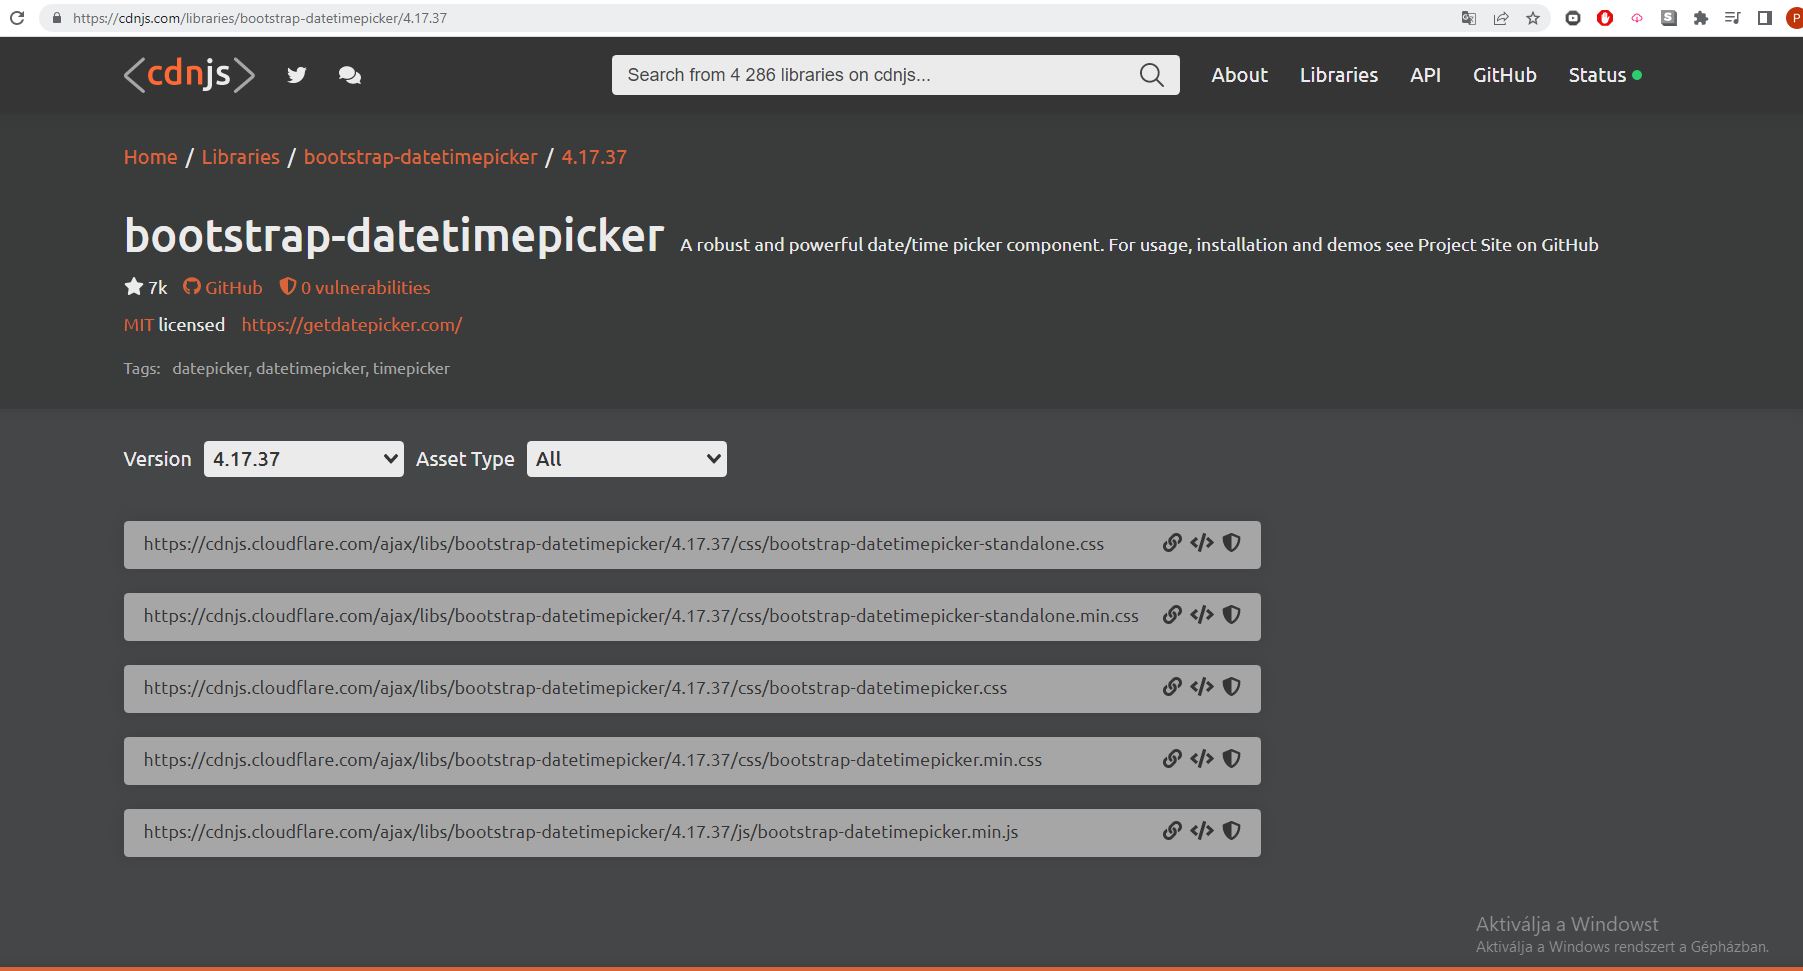 https://cdnjs.com/libraries/bootstrap-datetimepicker/4.17.37
P
<cdnjs>
Search from 4 286 libraries on cdnjs...
About Libraries API GitHub Status
Home / Libraries / bootstrap-datetimepicker / 4.17.37
bootstrap-datetimepicker A robust and powerful date/time picker component. For usage, installation and demos see Project Site on GitHub
7k GitHub 0 vulnerabilities
MIT licensed https://getdatepicker.com/
Tags: datepicker, datetimepicker, timepicker
Version 4.17.37 Asset Type All
https://cdnjs.cloudflare.com/ajax/libs/bootstrap-datetimepicker/4.17.37/css/bootstrap-datetimepicker-standalone.css
https://cdnjs.cloudflare.com/ajax/libs/bootstrap-datetimepicker/4.17.37/css/bootstrap-datetimepicker-standalone.min.css
https://cdnjs.cloudflare.com/ajax/libs/bootstrap-datetimepicker/4.17.37/css/bootstrap-datetimepicker.css
https://cdnjs.cloudflare.com/ajax/libs/bootstrap-datetimepicker/4.17.37/css/bootstrap-datetimepicker.min.css
https://cdnjs.cloudflare.com/ajax/libs/bootstrap-datetimepicker/4.17.37/js/bootstrap-datetimepicker.min.js
Aktiválja a Windowst
Aktiválja a Windows rendszert a Gépházban.